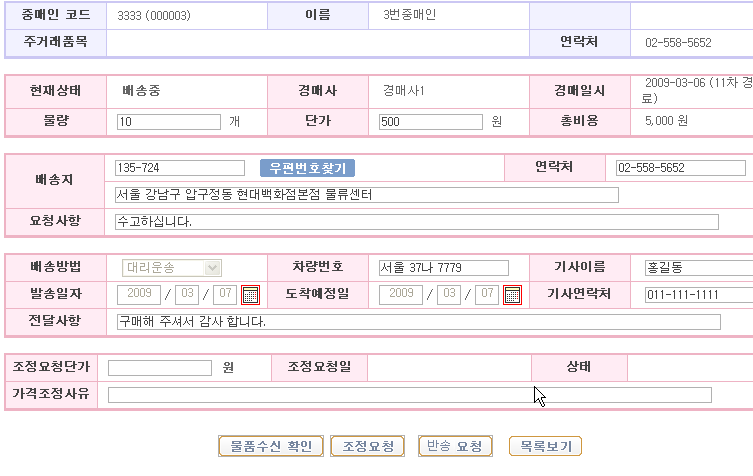 중매인 코드 3333 (000003) 이름 3번중매인
주거래품목 연락처 02-558-5652
현재상태 배송중 경매사 경매사1 경매일시 2009-03-06 (11차 경
료)
물량 10 개 단가 500 원 총비용 5,000 원
배송지 135-724 우편번호찾기 연락처 02-558-5652
서울 강남구 압구정동 현대백화점본점 물류센터
요청사항 수고하십니다.
배송방법 대리운송 차량번호 서울 37나 7779 기사이름 홍길동
발송일자 2009 / 03 / 07 도착예정일 2009 / 03 / 07 기사연락처 011-111-1111
전달사항 구매해 주셔서 감사 합니다.
조정요청단가 원 조정요청일 상태
가격조정사유
물품수신 확인 조정요청 반송 요청 목록보기